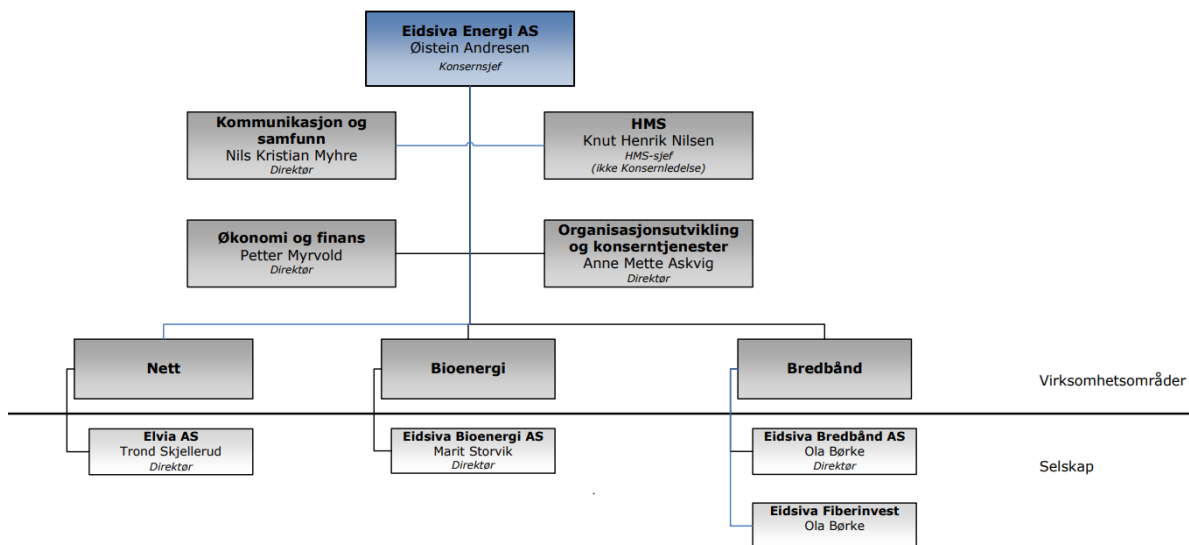 Eidsiva Energi AS
Øistein Andresen
Konsernsjef
Kommunikasjon og
samfunn
Nils Kristian Myhre
Direktør
HMS
Knut Henrik Nilsen
HMS-sjef
(ikke Konsernledelse)
Økonomi og finans
Petter Myrvold
Direktør
Organisasjonsutvikling
og konserntjenester
Anne Mette Askvig
Direktør
Nett
Bioenergi
Bredbånd
Virksomhetsområder
Elvia AS
Trond Skjellerud
Direktør
Eidsiva Bioenergi AS
Marit Storvik
Direktør
Eidsiva Bredbånd AS
Ola Børke
Direktør
Selskap
Eidsiva Fiberinvest
Ola Børke